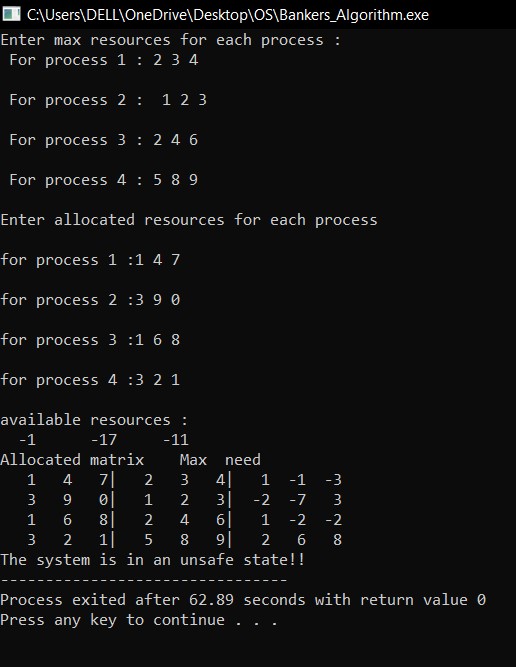 C:\Users\DELL\OneDrive\Desktop\OS\Bankers_Algorithm.exe
Enter max resources for each process :
For process 1 : 2 3 4
For process 2 :  1 2 3
For process 3 : 2 4 6
For process 4 : 5 8 9
Enter allocated resources for each process
for process 1 :1 4 7
for process 2 :3 9 0
for process 3 :1 6 8
for process 4 :3 2 1
available resources :
-1      -17     -11
Allocated matrix    Max  need
1   4   7|   2   3   4|   1  -1  -3
3   9   0|   1   2   3|  -2  -7   3
1   6   8|   2   4   6|   1  -2  -2
3   2   1|   5   8   9|   2   6   8
The system is in an unsafe state!!
--------------------------------
Process exited after 62.89 seconds with return value 0
Press any key to continue . . .